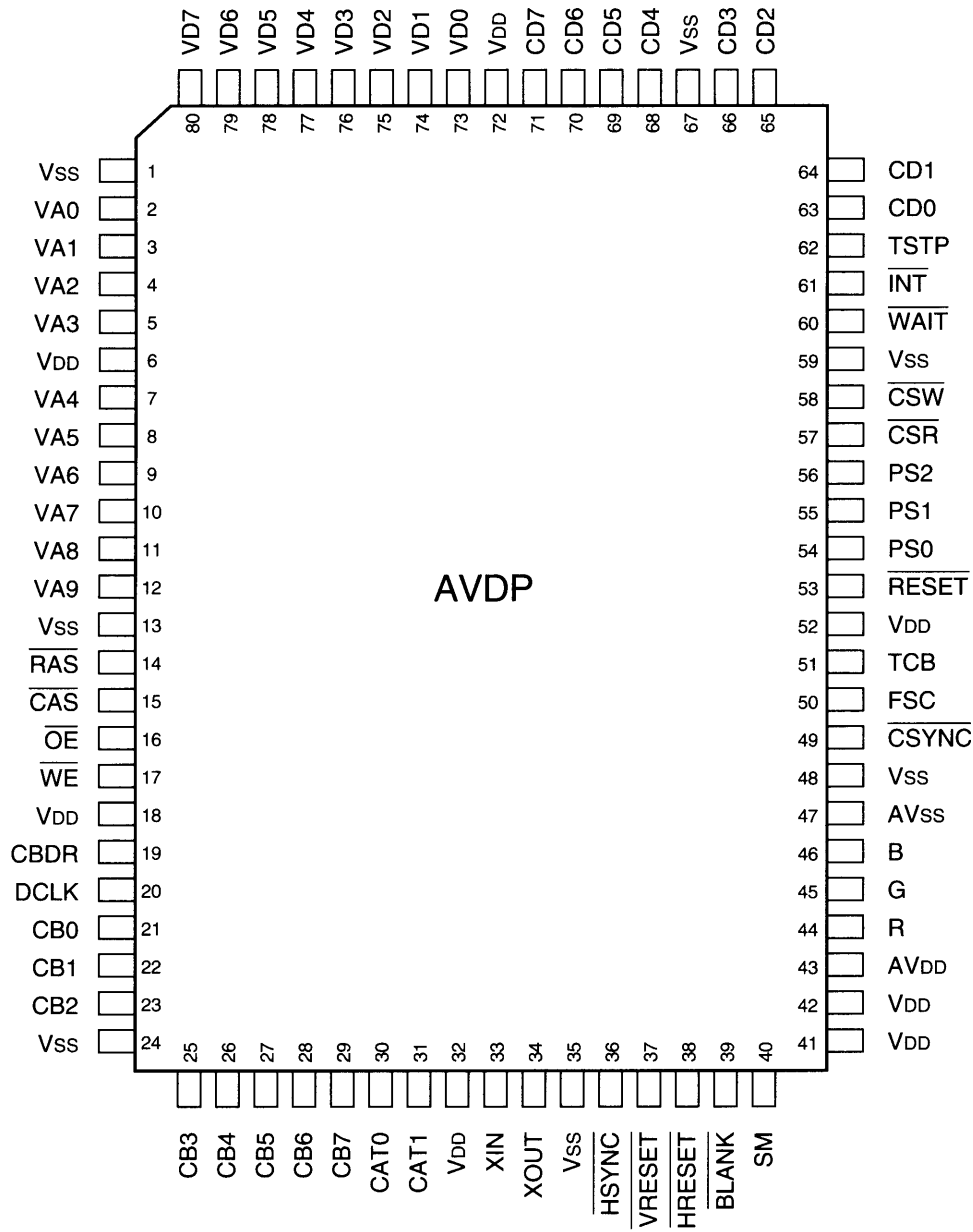 VD7 VD6 VD5 VD4 VD3 VD2 VD1 VD0 VDD CD7 CD6 CD5 CD4 VSS CD3 CD2
80 79 78 77 76 75 74 73 72 71 70 69 68 67 66 65
VSS 1 64 CD1
VA0 2 63 CD0
VA1 3 62 TSTP
VA2 4 61 INT
VA3 5 60 WAIT
VDD 6 59 VSS
VA4 7 58 CSW
VA5 8 57 CSR
VA6 9 56 PS2
VA7 10 55 PS1
VA8 11 54 PS0
VA9 12 AVDP 53 RESET
VSS 13 52 VDD
RAS 14 51 TCB
CAS 15 50 FSC
OE 16 49 CSYNC
WE 17 48 VSS
VDD 18 47 AVSS
CBDR 19 46 B
DCLK 20 45 G
CB0 21 44 R
CB1 22 43 AVDD
CB2 23 42 VDD
VSS 24 41 VDD
25 26 27 28 29 30 31 32 33 34 35 36 37 38 39 40
CB3 CB4 CB5 CB6 CB7 CAT0 CAT1 VDD XIN XOUT VSS HSYNC VRESET HRESET BLANK SM